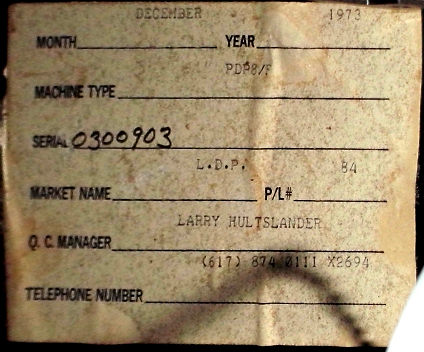 DECEMBER 1973
MONTH YEAR
PDP8/F
MACHINE TYPE
SERIAL 0300903
L.D.P. 84
MARKET NAME P/L#
LARRY HULTSLANDER
Q. C. MANAGER
(617) 874 0111 X2694
TELEPHONE NUMBER